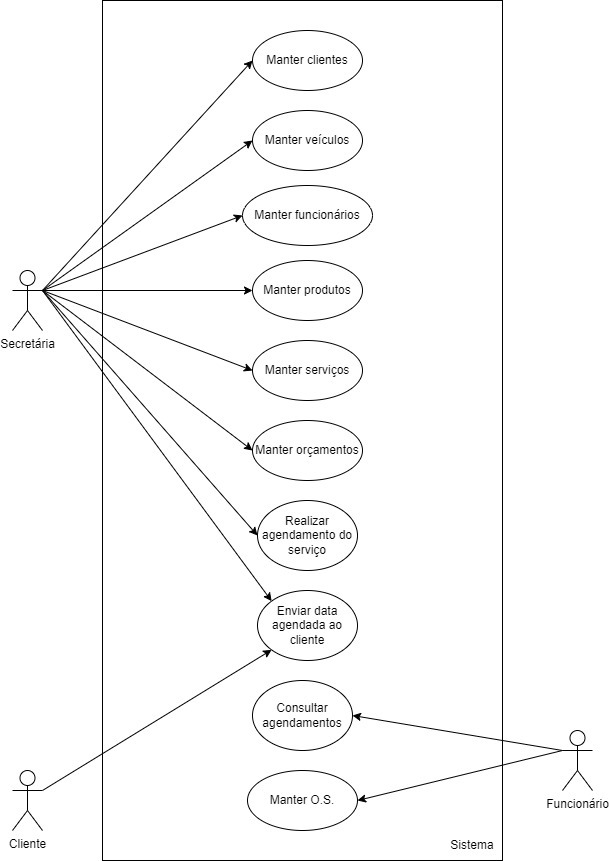 Manter clientes
Manter veículos
Manter funcionários
Manter produtos
Secretária
Manter serviços
Manter orçamentos
Realizar
agendamento do
serviço
Enviar data
agendada ao
cliente
Consultar
agendamentos
Manter O.S.
Funcionário
Cliente
Sistema